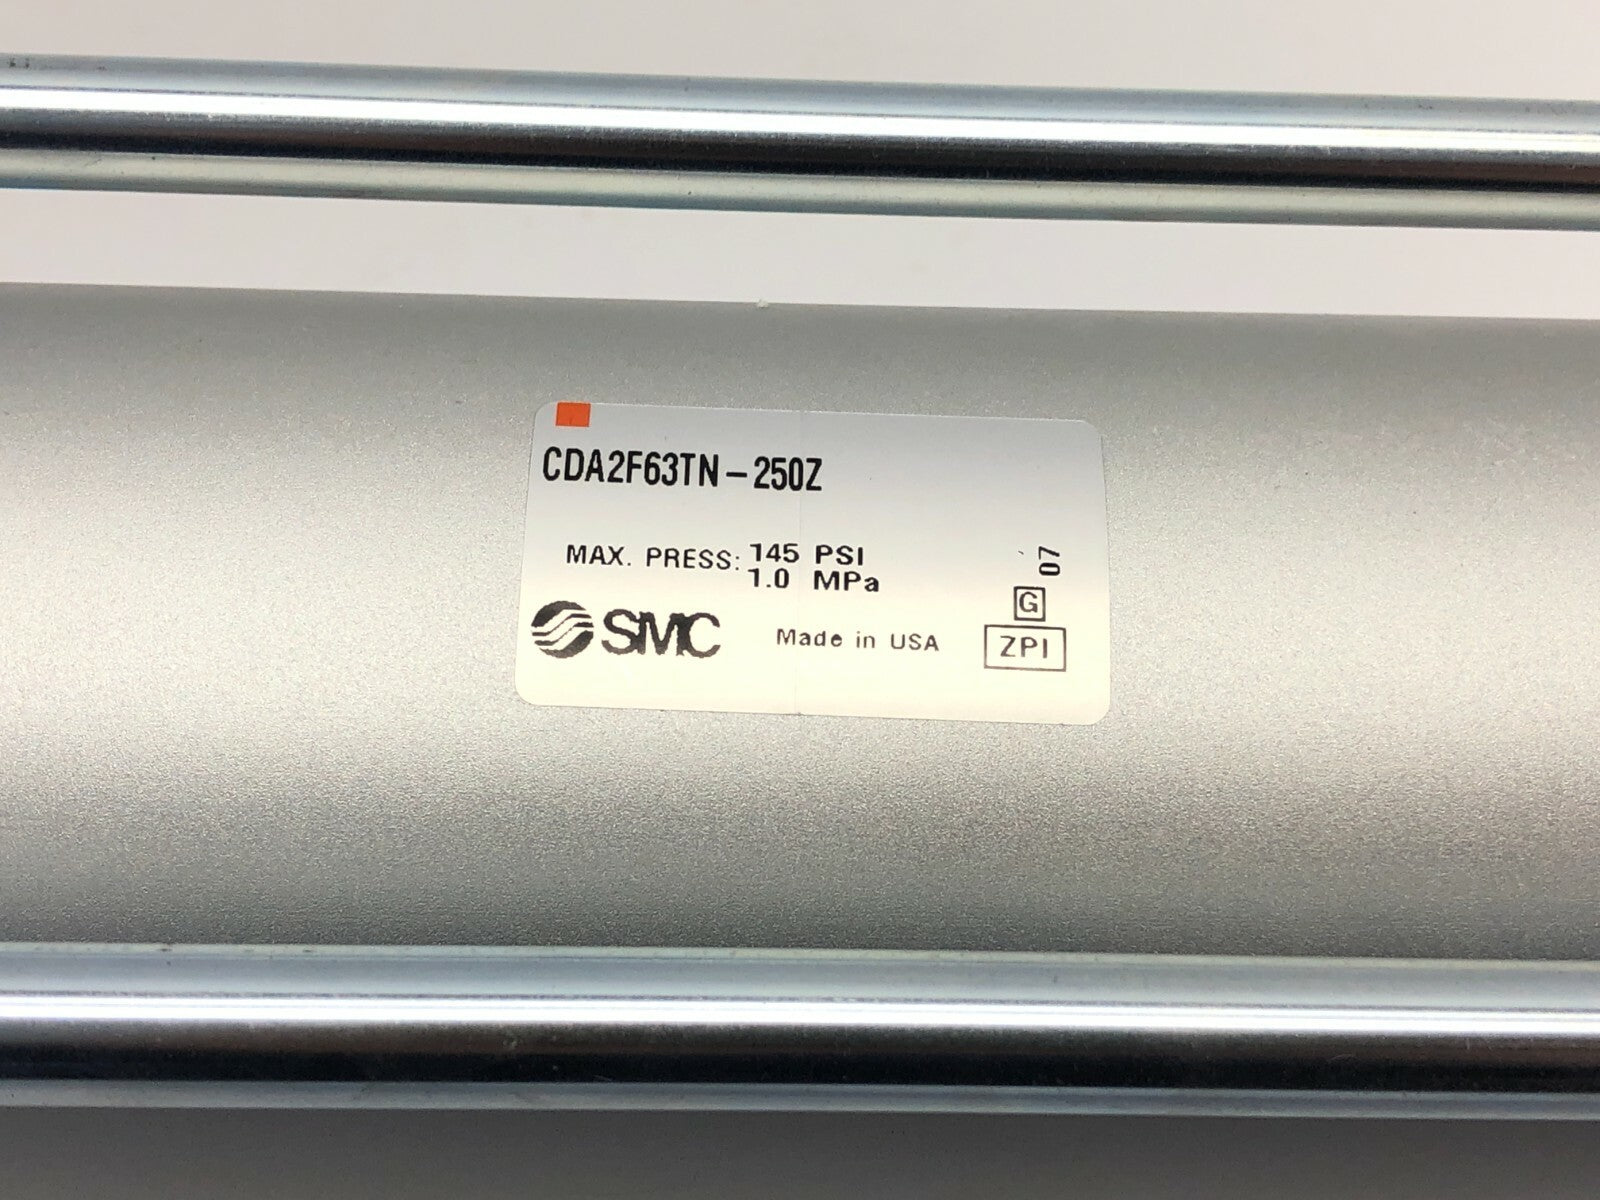 CDA2F63TN-250Z
MAX. PRESS: 145 PSI
1.0 MPa
07
G
SMC
Made in USA
ZPI